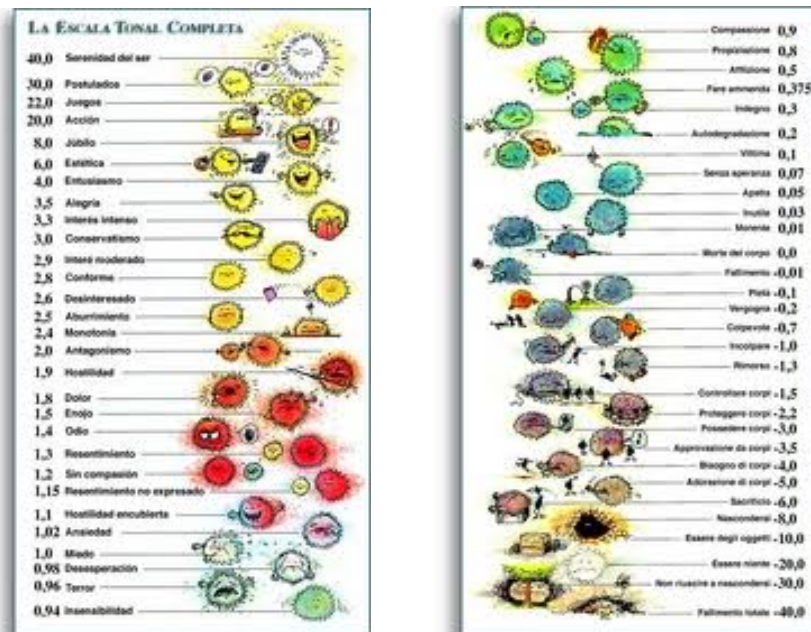 LA ESCALA TONAL COMPLETA
40,0 Serenidad del ser
30,0 Postulados
22,0 Juegos
20,0 Acción
8,0 Júbilo
6,0 Estética
4,0 Entusiasmo
3,5 Alegría
3,3 Interés intenso
3,0 Conservatismo
2,9 Interé moderado
2,8 Conforme
2,6 Desinteresado
2,5 Aburrimiento
2,4 Monotonía
2,0 Antagonismo
1,9 Hostilidad
1,8 Dolor
1,5 Enojo
1,4 Odio
1,3 Resentimiento
1,2 Sin compasión
1,15 Resentimiento no expresado
1,1 Hostilidad encubierta
1,02 Ansiedad
1,0 Miedo
0,98 Desesperación
0,96 Terror
0,94 Insensibilidad
Compassione 0,9
Propiziazione 0,8
Afflizione 0,5
Fare ammenda 0,375
Indegno 0,3
Autodegradazione 0,2
Vittima 0,1
Senza speranza 0,07
Apatia 0,05
Inutile 0,03
Morente 0,01
Morte del corpo 0,0
Fallimento -0,01
Pietà -0,1
Vergogna -0,2
Colpevole -0,7
Incolpare -1,0
Rimorso -1,3
Controllare corpi -1,5
Proteggere corpi -2,2
Possedere corpi -3,0
Approvazione da corpi -3,5
Bisogno di corpi -4,0
Adorazione di corpi -5,0
Sacrificio -6,0
Nascondersi -8,0
Essere degli oggetti -10,0
Essere niente -20,0
Non riuscire a nascondersi -30,0
Fallimento totale -40,0